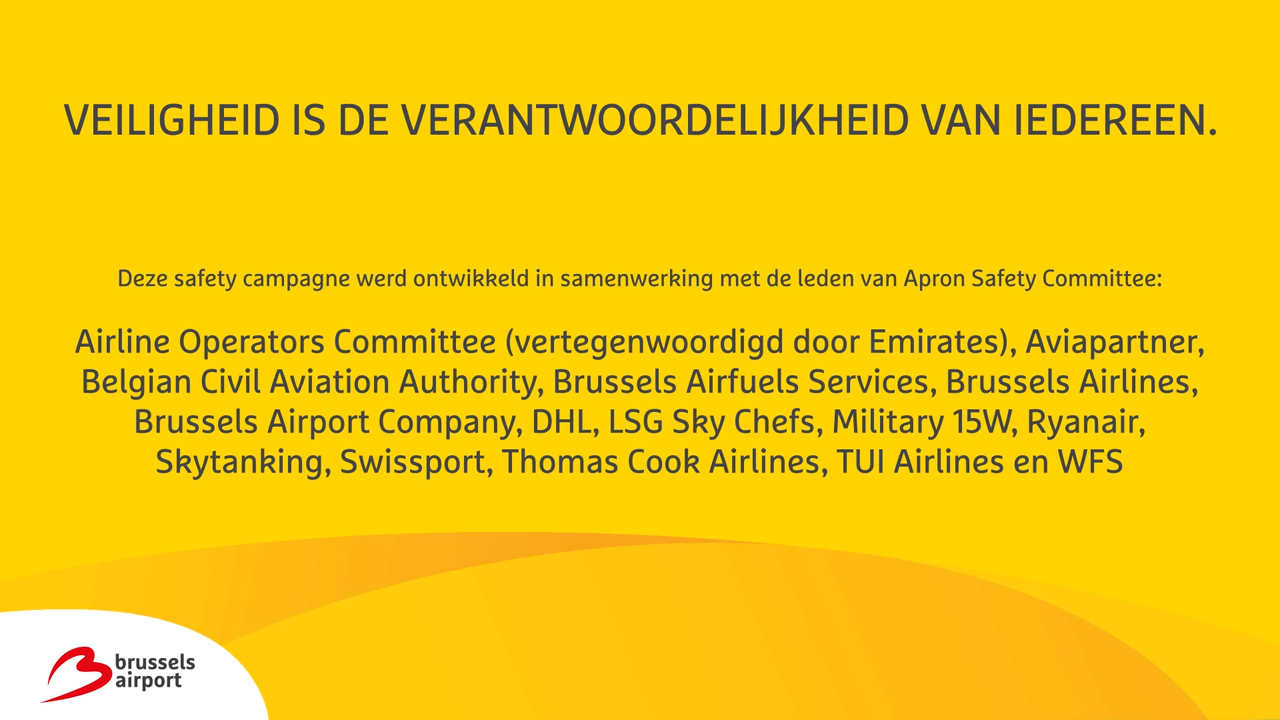 VEILIGHEID IS DE VERANTWOORDELIJKHEID VAN IEDEREEN.
Deze safety campagne werd ontwikkeld in samenwerking met de leden van Apron Safety Committee:
Airline Operators Committee (vertegenwoordigd door Emirates), Aviapartner,
Belgian Civil Aviation Authority, Brussels Airfuels Services, Brussels Airlines,
Brussels Airport Company, DHL, LSG Sky Chefs, Military 15W, Ryanair,
Skytanking, Swissport, Thomas Cook Airlines, TUI Airlines en WFS
brussels
airport